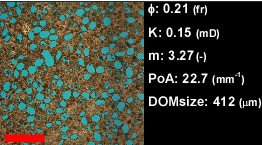 ϕ: 0.21 (fr)
K: 0.15 (mD)
m: 3.27(-)
PoA: 22.7 (mm⁻¹)
DOMsize: 412 (μm)